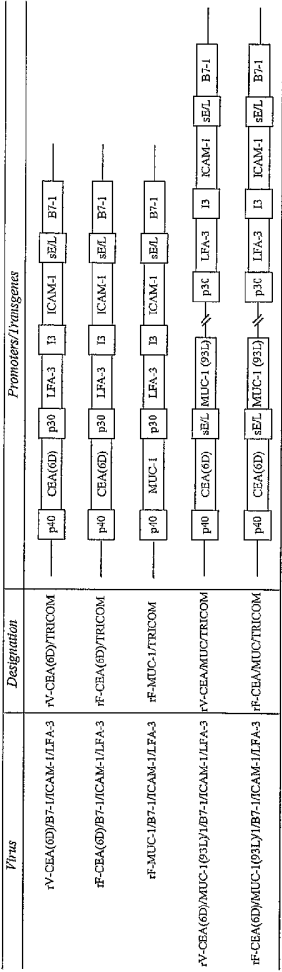 Virus Designation Promoters/Transgenes
rV-CEA(6D)/B7-1/ICAM-1/LFA-3 rV-CEA(6D)/TRICOM p40 CEA(6D) p30 LFA-3 I3 ICAM-1 sE/L B7-1
rF-CEA(6D)/B7-1/ICAM-1/LFA-3 rF-CEA(6D)/TRICOM p40 CEA(6D) p30 LFA-3 I3 ICAM-1 sE/L B7-1
rF-MUC-1/B7-1/ICAM-1/LFA-3 rF-MUC-1/TRICOM p40 MUC-1 p30 LFA-3 I3 ICAM-1 sE/L B7-1
rV-CEA(6D)/MUC-1(93L)/1/B7-1/ICAM-1/LFA-3 rV-CEA/MUC/TRICOM p40 CEA(6D) sE/L MUC-1 (93L) p30 LFA-3 I3 ICAM-1 sE/L B7-1
rF-CEA(6D)/MUC-1(93L)/1/B7-1/ICAM-1/LFA-3 rF-CEA/MUC/TRICOM p40 CEA(6D) sE/L MUC-1 (93L) p30 LFA-3 I3 ICAM-1 sE/L B7-1